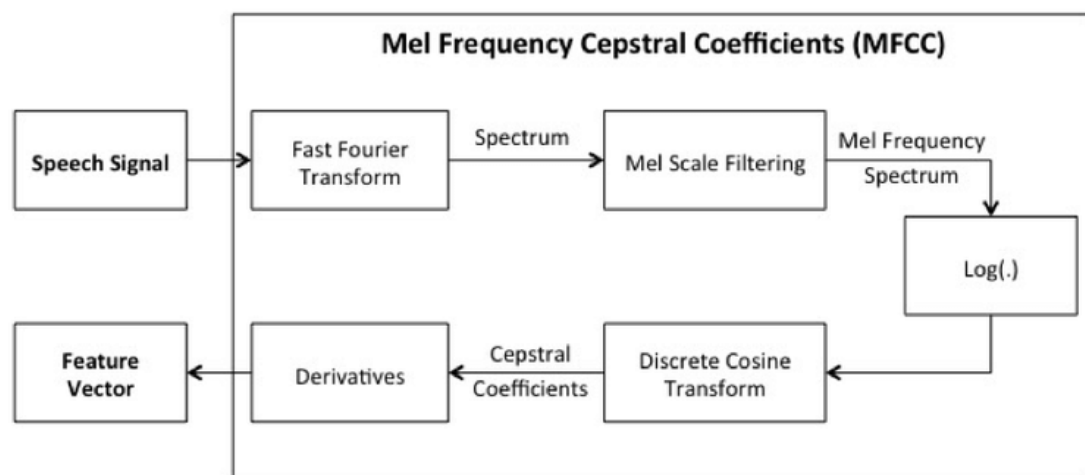 Mel Frequency Cepstral Coefficients (MFCC)
Speech Signal
Fast Fourier
Transform
Spectrum
Mel Scale Filtering
Mel Frequency
Spectrum
Log(.)
Discrete Cosine
Transform
Cepstral
Coefficients
Derivatives
Feature
Vector